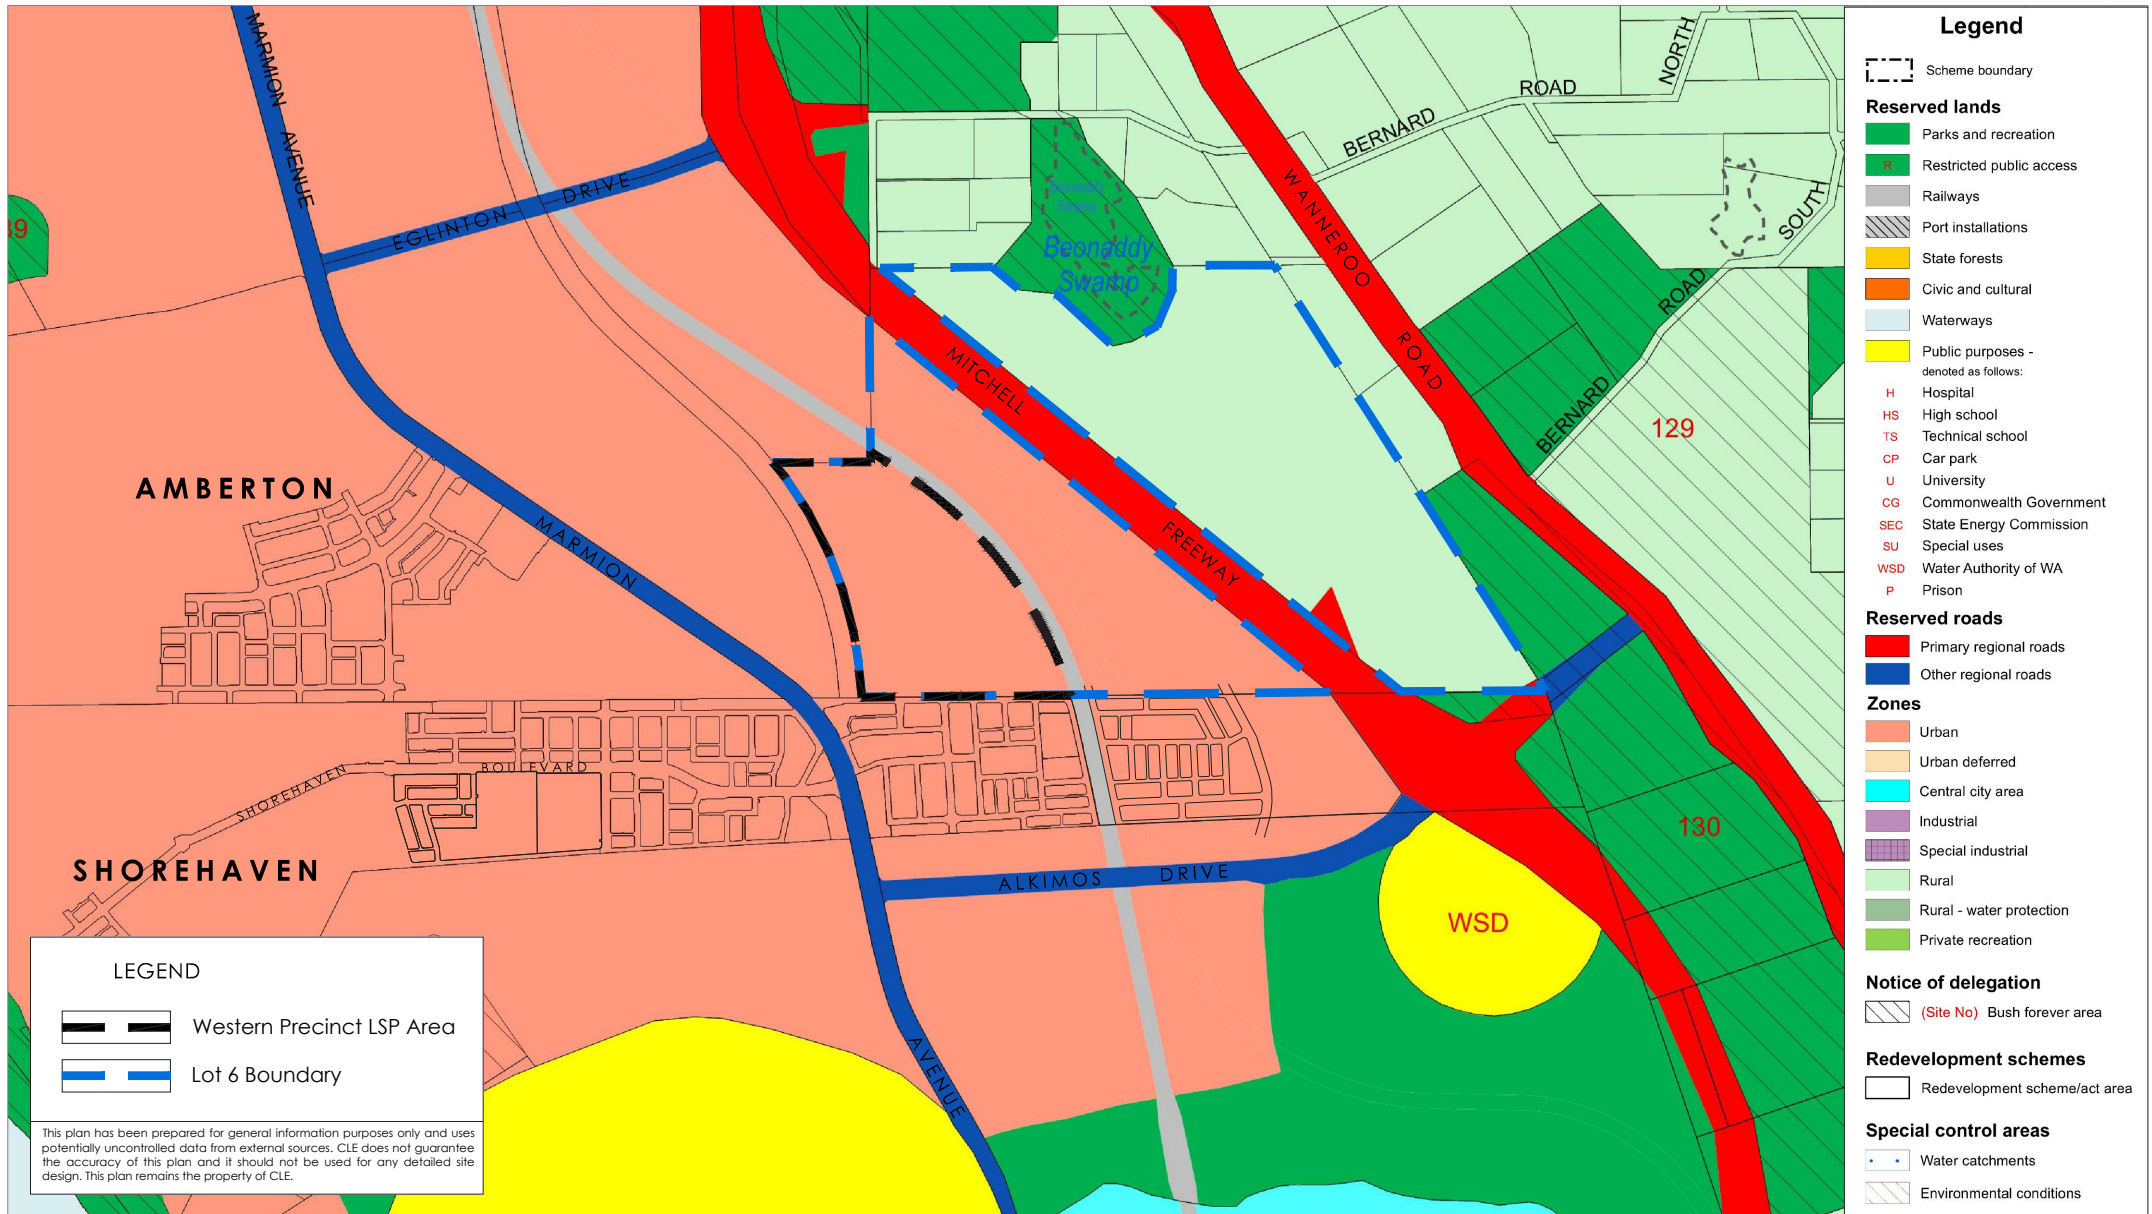 MARMION
AVENUE
EGLINTON DRIVE
39
Beonaddy
Swamp
Beonaddy
Swamp
BERNARD ROAD
NORTH
SOUTH
WANNEROO ROAD
BERNARD ROAD
129
MITCHELL
FREEWAY
AMBERTON
MARMION
AVENUE
SHOREHAVEN BOULEVARD
SHOREHAVEN
ALKIMOS DRIVE
WSD
130
LEGEND
Western Precinct LSP Area
Lot 6 Boundary
This plan has been prepared for general information purposes only and uses
potentially uncontrolled data from external sources. CLE does not guarantee
the accuracy of this plan and it should not be used for any detailed site
design. This plan remains the property of CLE.
Legend
Scheme boundary
Reserved lands
Parks and recreation
R Restricted public access
Railways
Port installations
State forests
Civic and cultural
Waterways
Public purposes -
denoted as follows:
H Hospital
HS High school
TS Technical school
CP Car park
U University
CG Commonwealth Government
SEC State Energy Commission
SU Special uses
WSD Water Authority of WA
P Prison
Reserved roads
Primary regional roads
Other regional roads
Zones
Urban
Urban deferred
Central city area
Industrial
Special industrial
Rural
Rural - water protection
Private recreation
Notice of delegation
(Site No) Bush forever area
Redevelopment schemes
Redevelopment scheme/act area
Special control areas
Water catchments
Environmental conditions